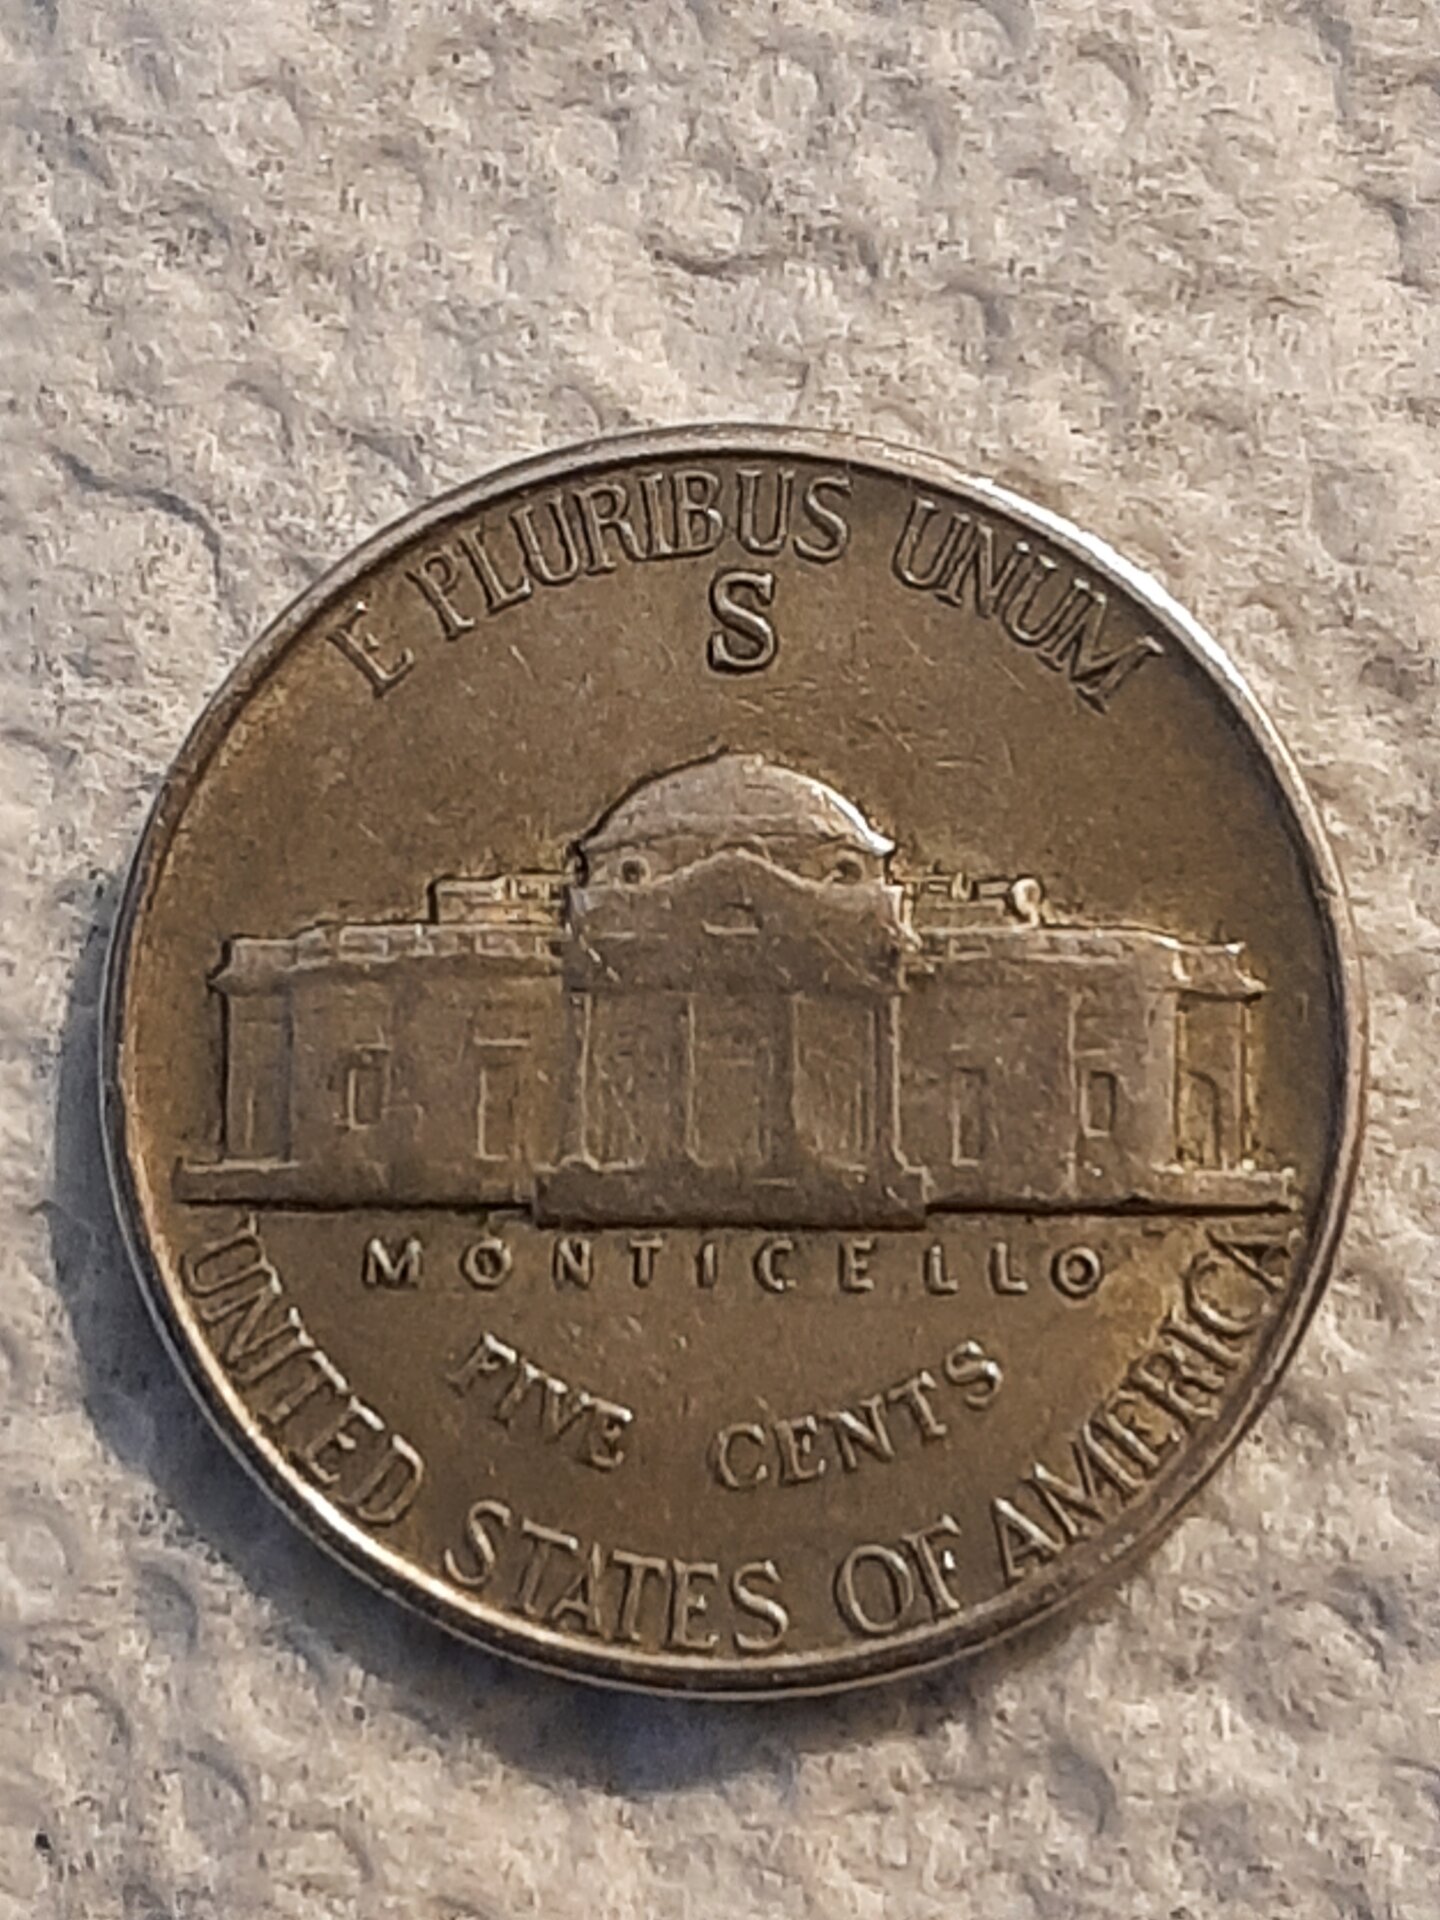 E PLURIBUS UNUM
S
MONTICELLO
FIVE CENTS
UNITED STATES OF AMERICA